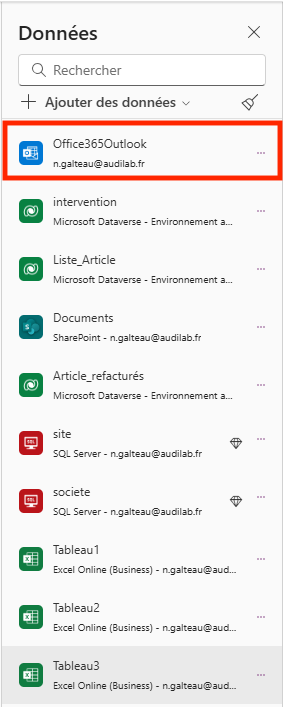 Données
Rechercher
Ajouter des données
Office365Outlook
n.galteau@audilab.fr
intervention
Microsoft Dataverse - Environnement a...
Liste_Article
Microsoft Dataverse - Environnement a...
Documents
SharePoint - n.galteau@audilab.fr
Article_refacturés
Microsoft Dataverse - Environnement a...
site
SQL Server - n.galteau@audilab.fr
societe
SQL Server - n.galteau@audilab.fr
Tableau1
Excel Online (Business) - n.galteau@aud...
Tableau2
Excel Online (Business) - n.galteau@aud...
Tableau3
Excel Online (Business) - n.galteau@aud...